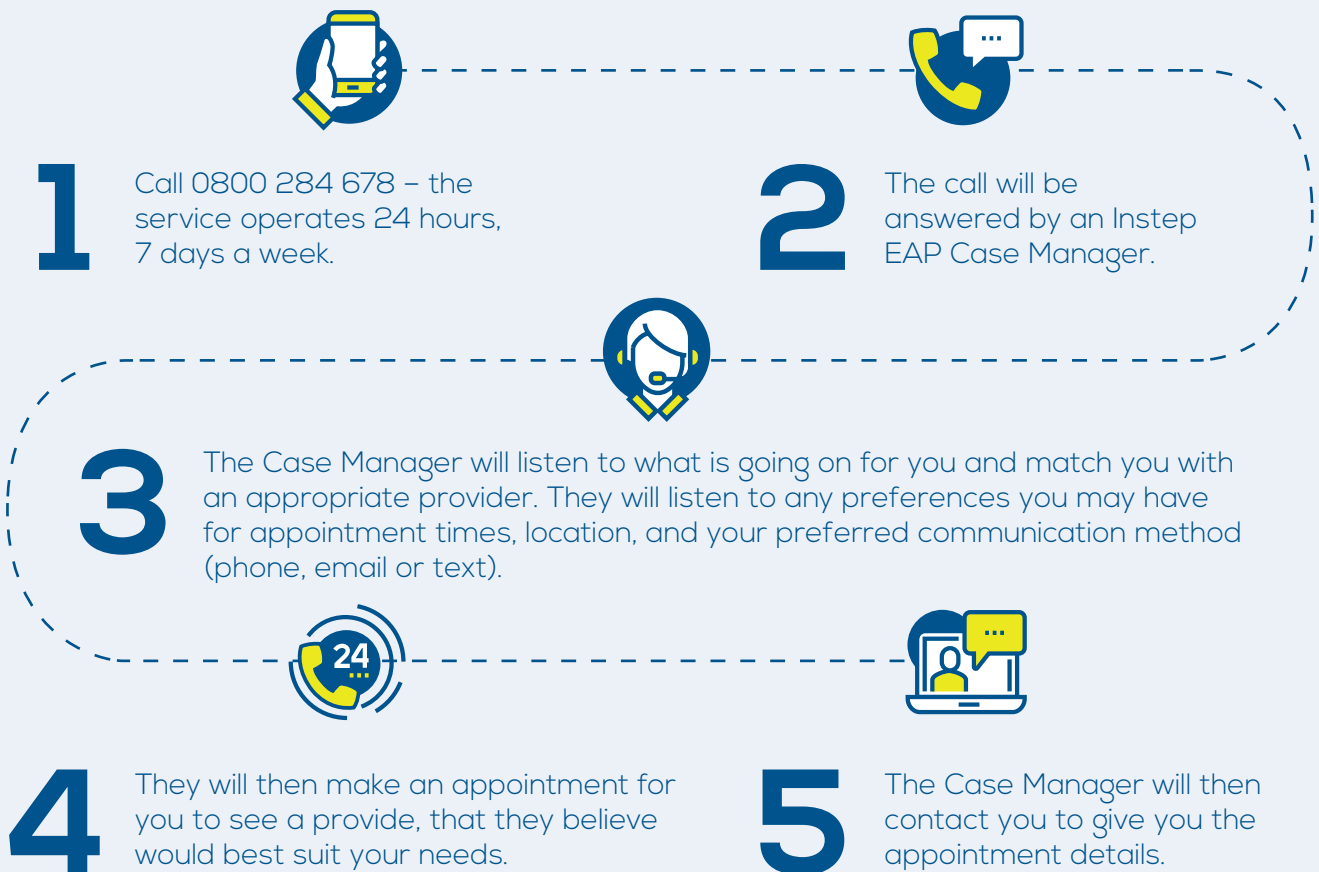 1
Call 0800 284 678 – the
service operates 24 hours,
7 days a week.
2
The call will be
answered by an Instep
EAP Case Manager.
3
The Case Manager will listen to what is going on for you and match you with
an appropriate provider. They will listen to any preferences you may have
for appointment times, location, and your preferred communication method
(phone, email or text).
24
4
They will then make an appointment for
you to see a provide, that they believe
would best suit your needs.
5
The Case Manager will then
contact you to give you the
appointment details.